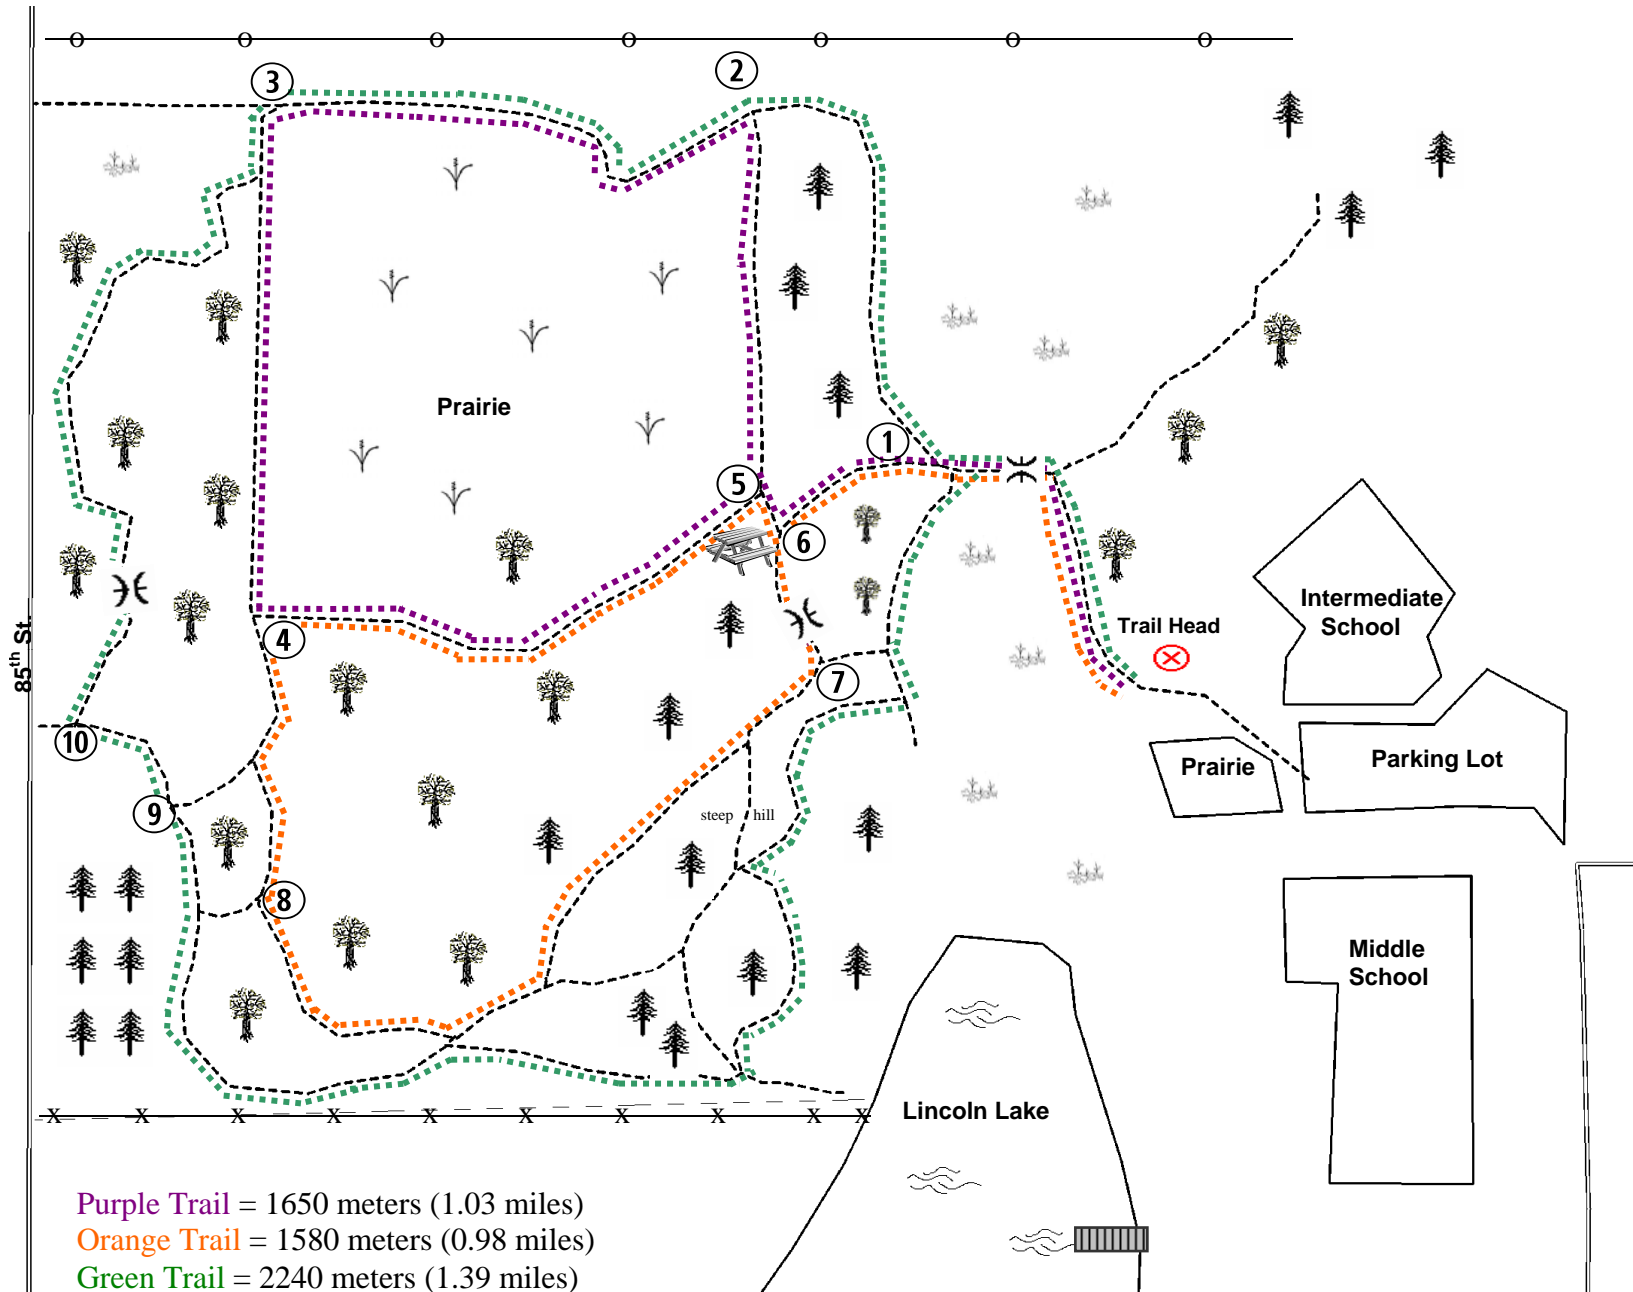 3
2
Prairie
1
5
6
Intermediate
School
Trail Head
85th St.
4
7
10
Prairie
Parking Lot
9
steep hill
8
Middle
School
Lincoln Lake
Purple Trail = 1650 meters (1.03 miles)
Orange Trail = 1580 meters (0.98 miles)
Green Trail = 2240 meters (1.39 miles)